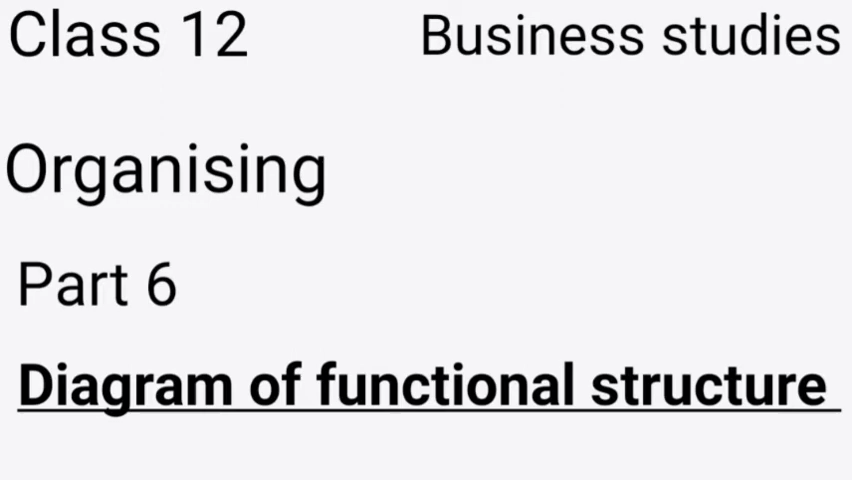 Class 12 Business studies
Organising
Part 6
Diagram of functional structure